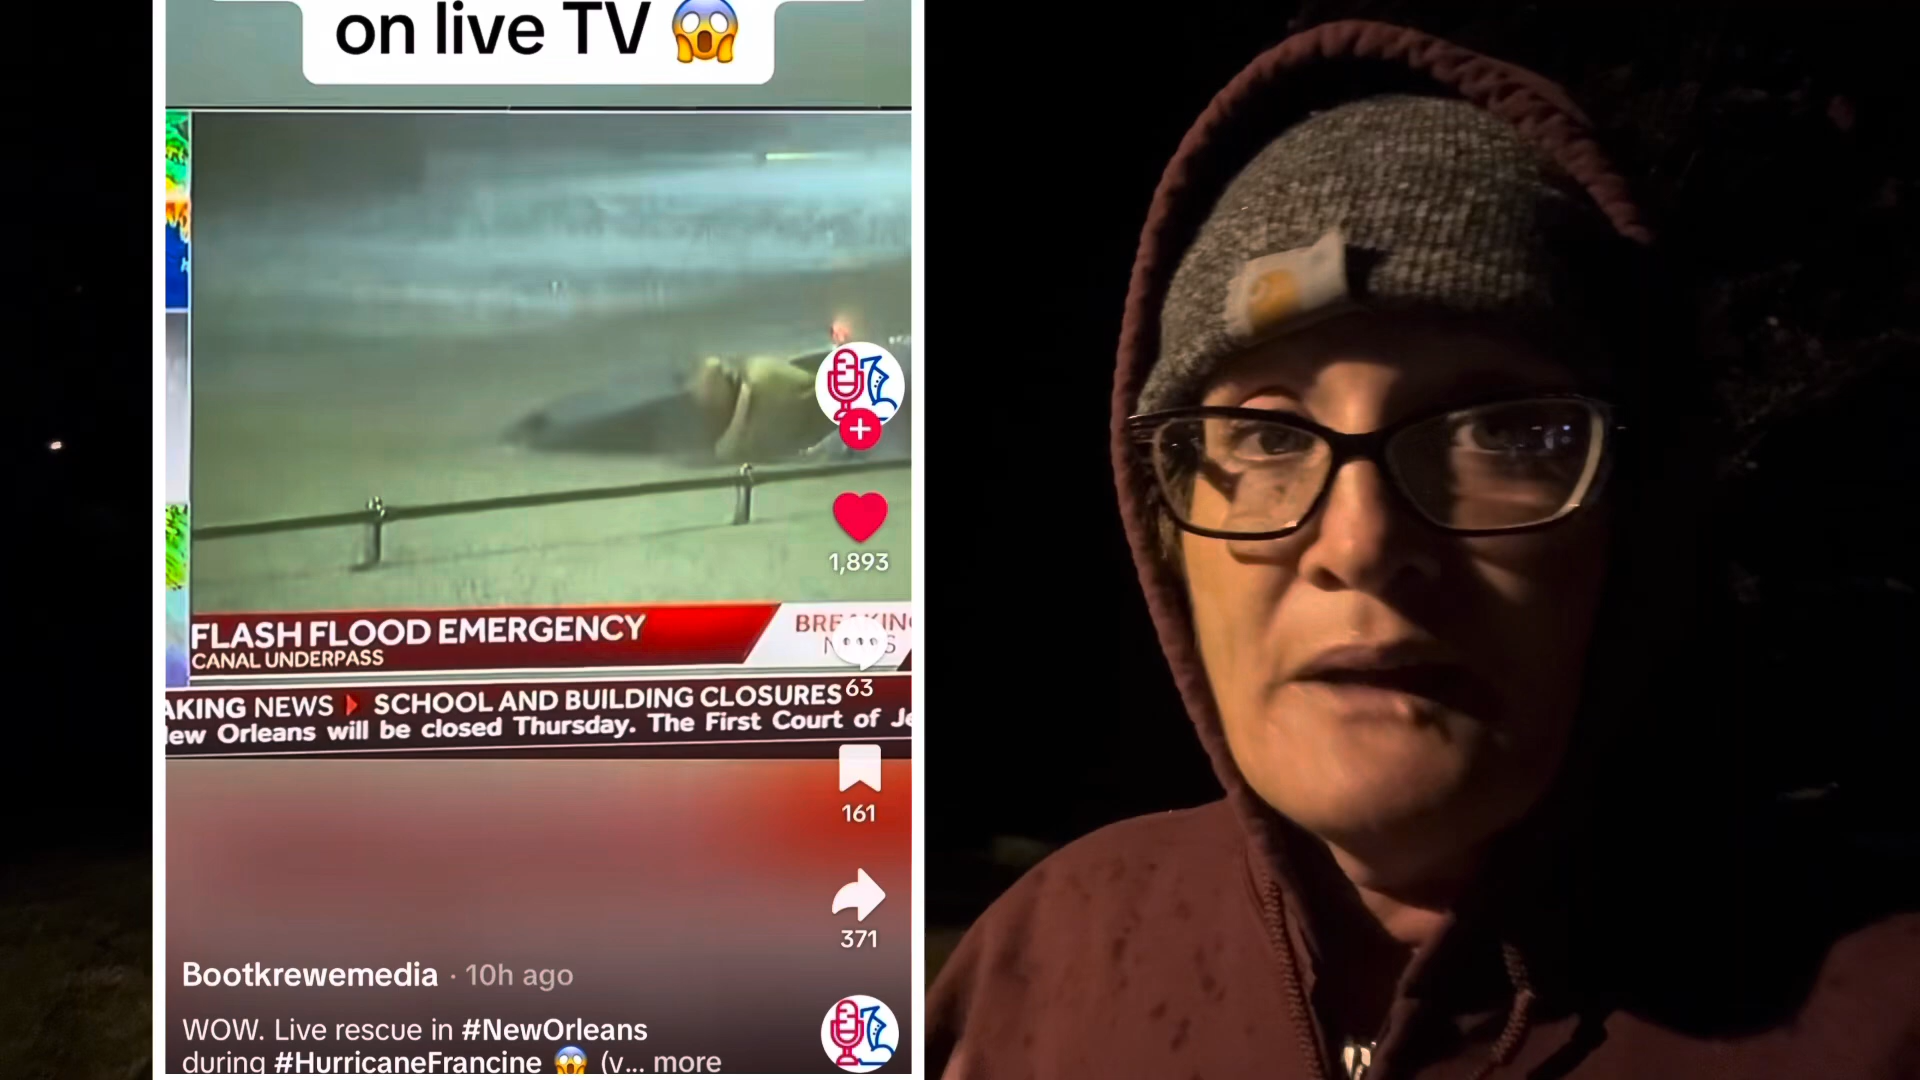 on live TV 😱
1,893
FLASH FLOOD EMERGENCY
BREAKING
CANAL UNDERPASS
AKING NEWS SCHOOL AND BUILDING CLOSURES
63
ew Orleans will be closed Thursday. The First Court of
161
371
Bootkrewemedia · 10h ago
WOW. Live rescue in #NewOrleans
during #HurricaneFrancine 😱 (v... more